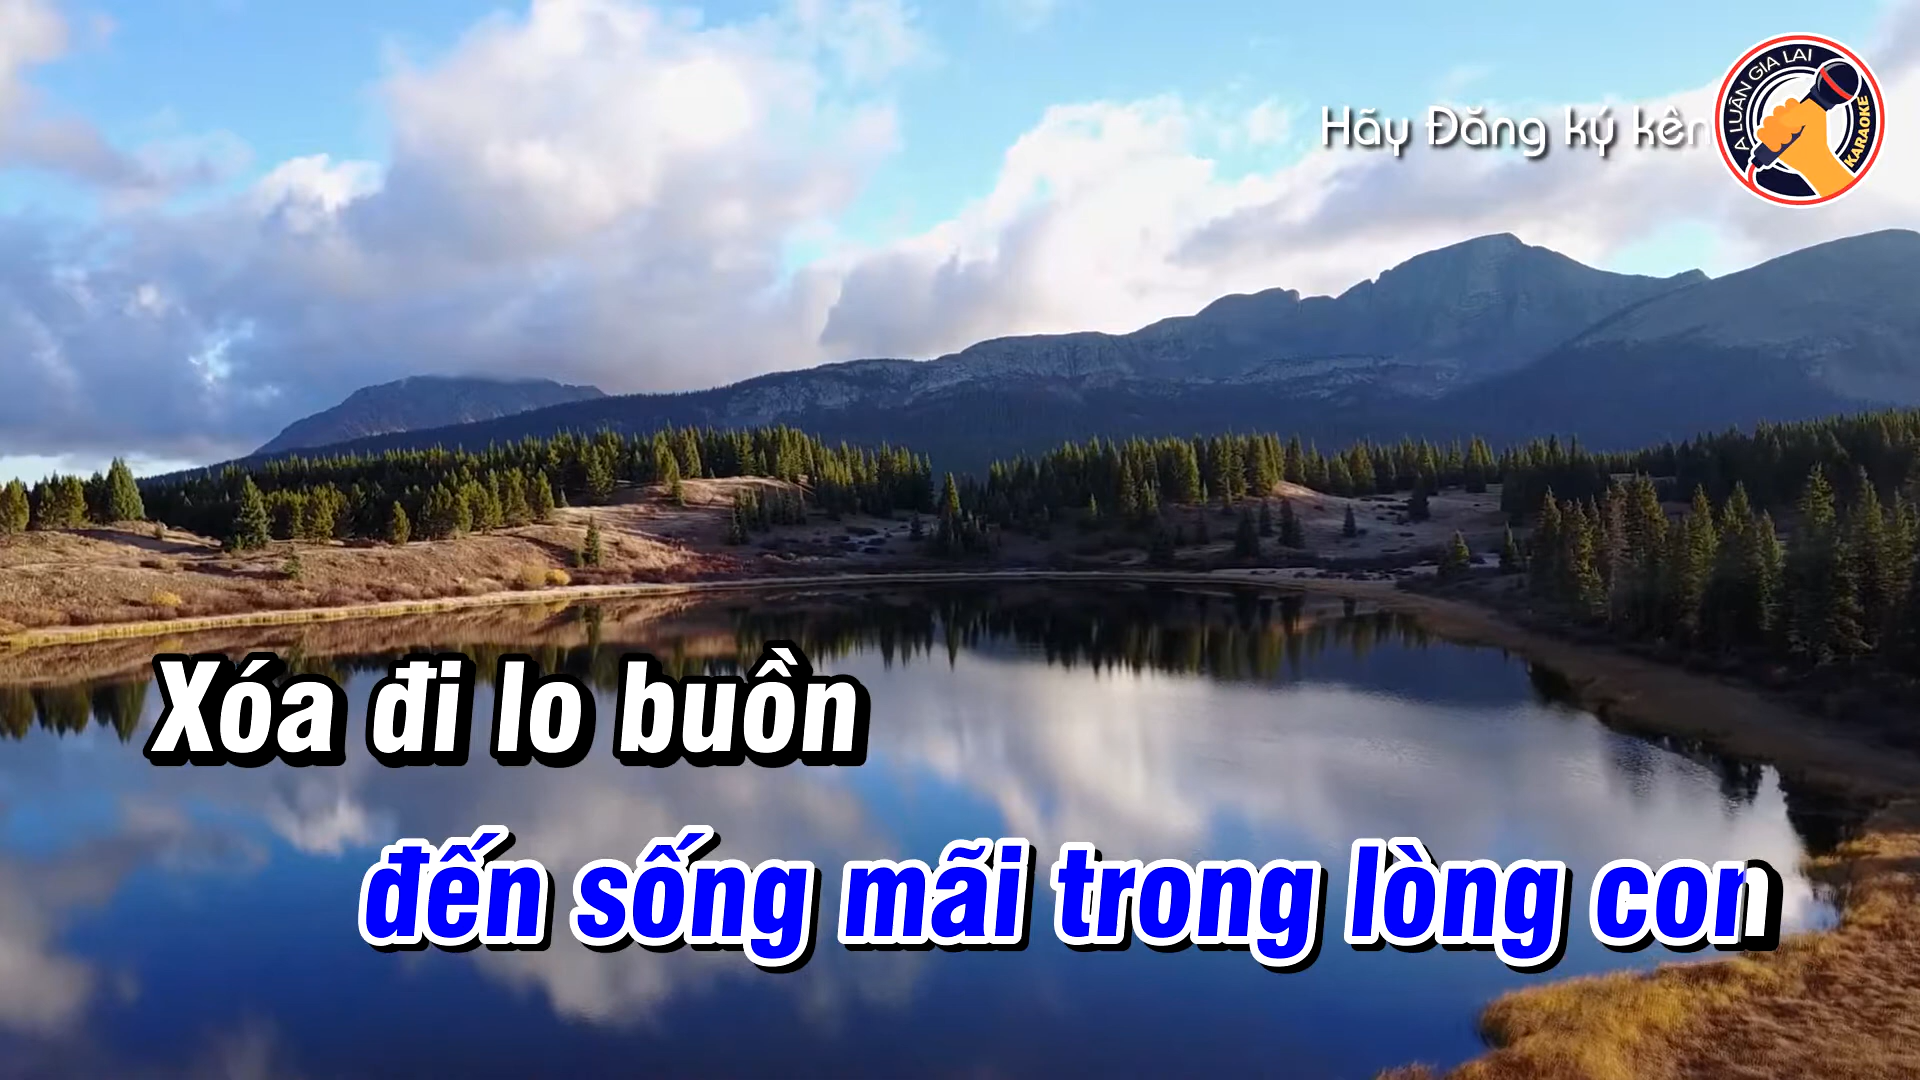 Hãy Đăng ký kên
A LUÂN GIA LAI
KARAOKE
Xóa đi lo buồn
đến sống mãi trong lòng con